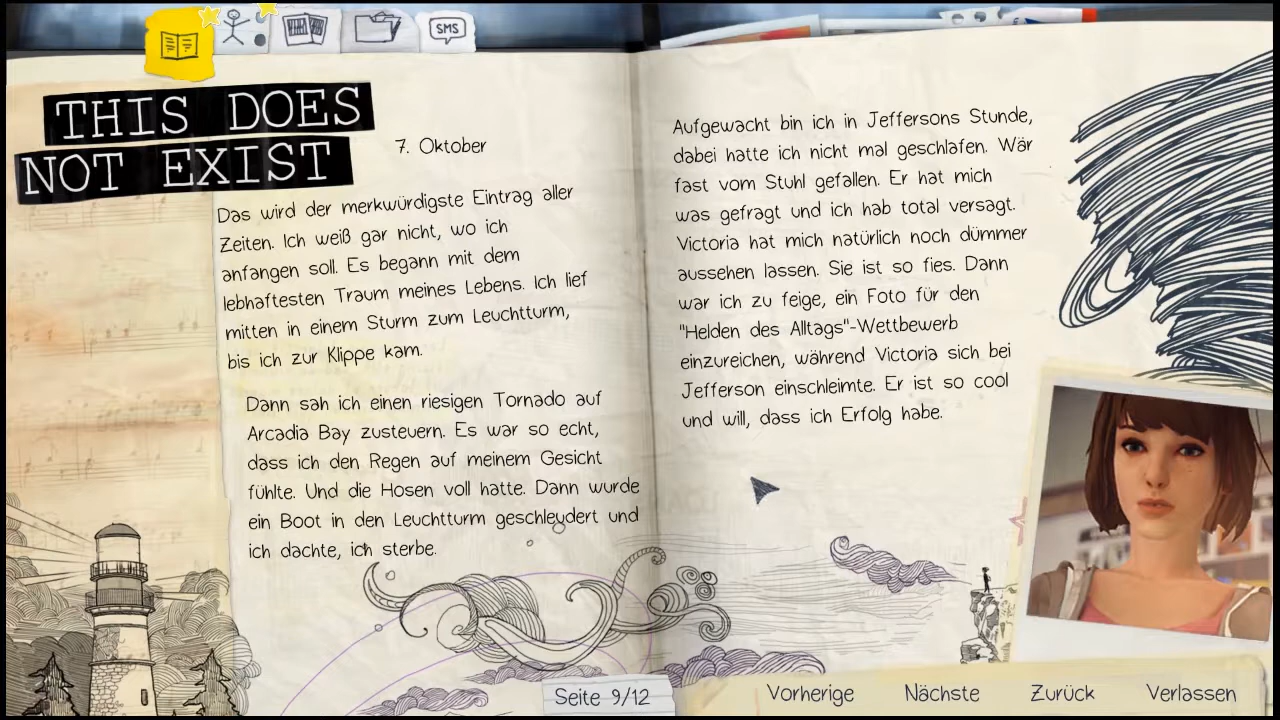 SMS
THIS DOES
NOT EXIST
7. Oktober
Das wird der merkwürdigste Eintrag aller
Zeiten. Ich weiß gar nicht, wo ich
anfangen soll. Es begann mit dem
lebhaftesten Traum meines Lebens. Ich lief
mitten in einem Sturm zum Leuchtturm,
bis ich zur Klippe kam.
Dann sah ich einen riesigen Tornado auf
Arcadia Bay zusteuern. Es war so echt,
dass ich den Regen auf meinem Gesicht
fühlte. Und die Hosen voll hatte. Dann wurde
ein Boot in den Leuchtturm geschleudert und
ich dachte, ich sterbe.
Aufgewacht bin ich in Jeffersons Stunde,
dabei hatte ich nicht mal geschlafen. Wär
fast vom Stuhl gefallen. Er hat mich
was gefragt und ich hab total versagt.
Victoria hat mich natürlich noch dümmer
aussehen lassen. Sie ist so fies. Dann
war ich zu feige, ein Foto für den
"Helden des Alltags"-Wettbewerb
einzureichen, während Victoria sich bei
Jefferson einschleimte. Er ist so cool
und will, dass ich Erfolg habe.
Seite 9/12
Vorherige
Nächste
Zurück
Verlassen